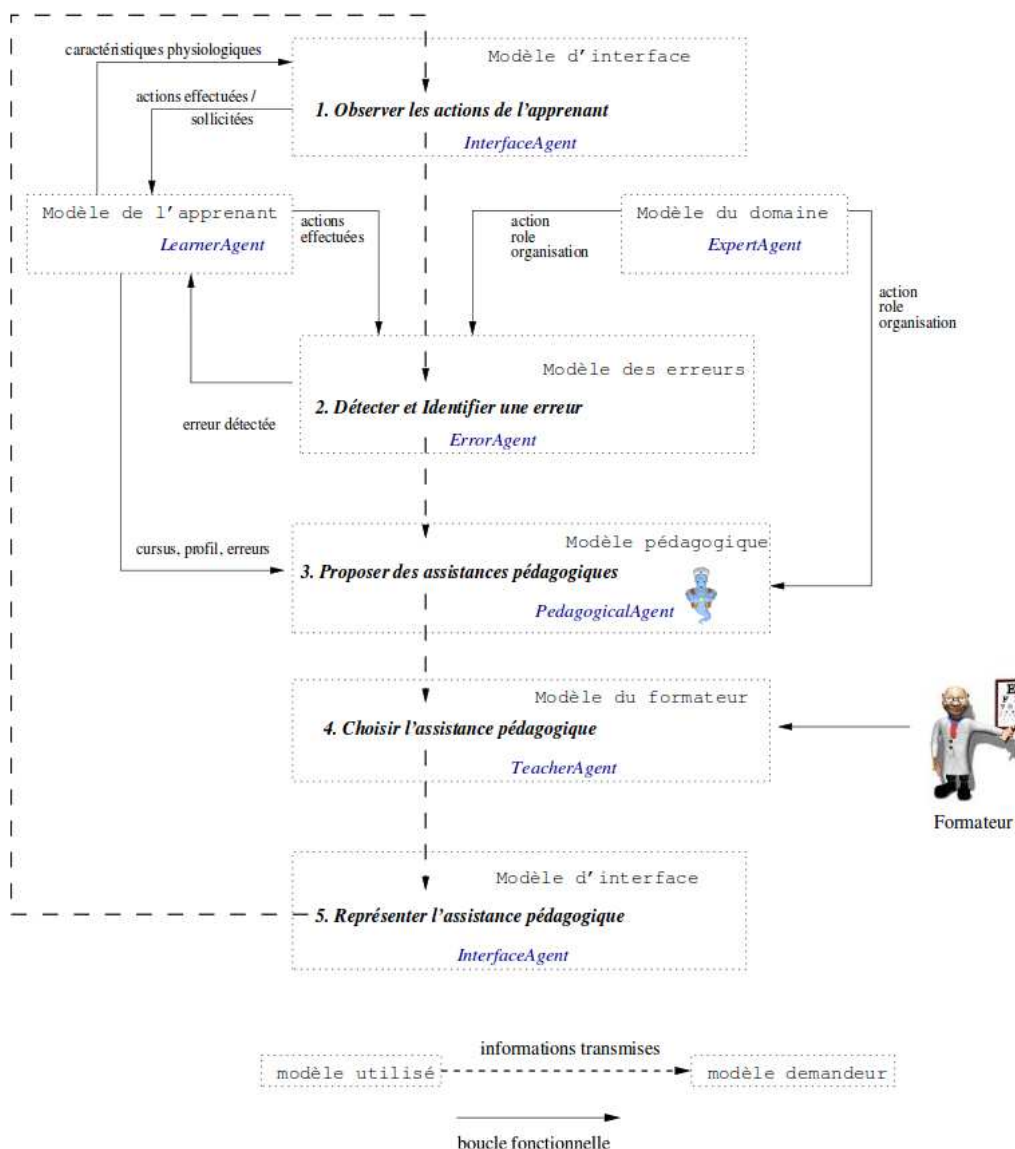 caractéristiques physiologiques
Modèle d'interface
actions effectuées /
sollicitées
1. Observer les actions de l'apprenant
InterfaceAgent
Modèle de l'apprenant
LearnerAgent
actions
effectuées
action
role
organisation
Modèle du domaine
ExpertAgent
action
role
organisation
Modèle des erreurs
2. Détecter et Identifier une erreur
ErrorAgent
erreur détectée
Modèle pédagogique
cursus, profil, erreurs
3. Proposer des assistances pédagogiques
PedagogicalAgent
Modèle du formateur
4. Choisir l'assistance pédagogique
TeacherAgent
E
Formateur
Modèle d'interface
5. Représenter l'assistance pédagogique
InterfaceAgent
informations transmises
modèle utilisé
modèle demandeur
boucle fonctionnelle